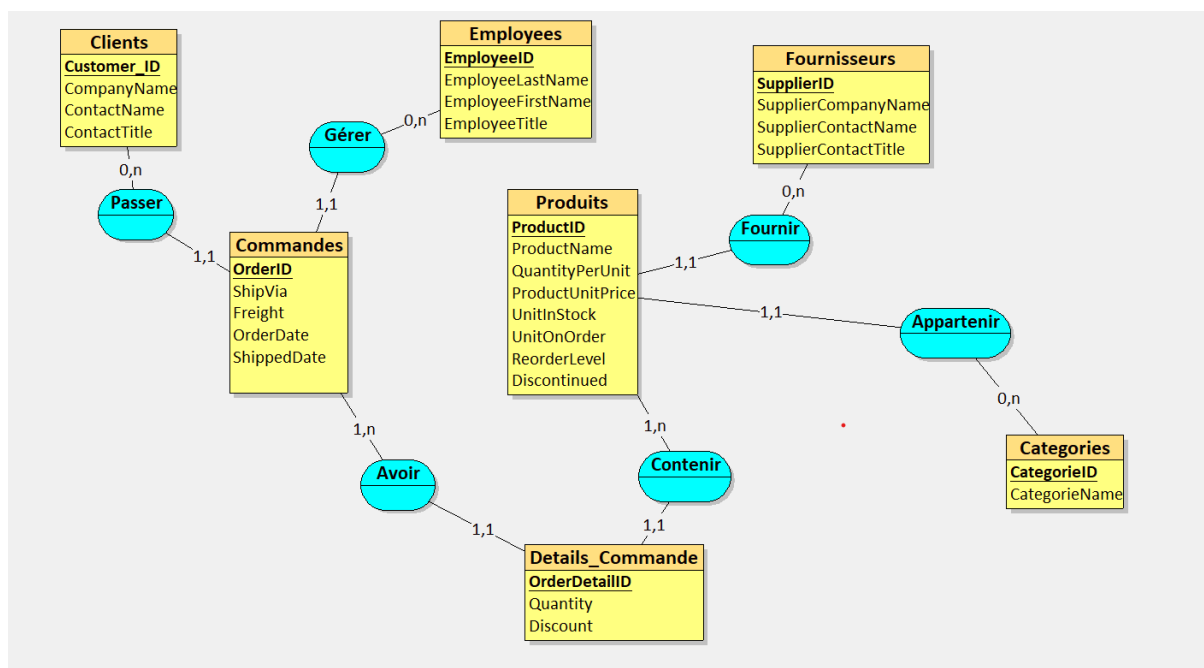 Clients
Customer_ID
CompanyName
ContactName
ContactTitle
Employees
EmployeeID
EmployeeLastName
EmployeeFirstName
EmployeeTitle
Fournisseurs
SupplierID
SupplierCompanyName
SupplierContactName
SupplierContactTitle
0,n
Gérer
0,n
Passer
1,1
1,1
0,n
Fournir
1,1
Commandes
OrderID
ShipVia
Freight
OrderDate
ShippedDate
Produits
ProductID
ProductName
QuantityPerUnit
ProductUnitPrice
UnitInStock
UnitOnOrder
ReorderLevel
Discontinued
1,1
Appartenir
0,n
Categories
CategorieID
CategorieName
1,n
Avoir
1,1
1,n
Contenir
1,1
Details_Commande
OrderDetailID
Quantity
Discount